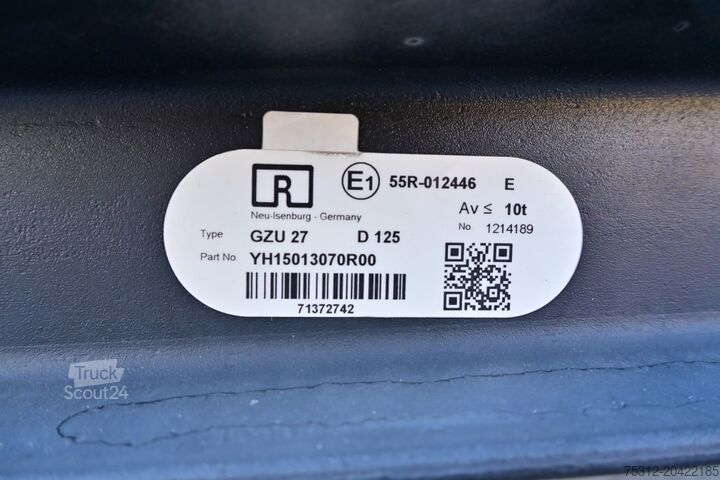 R
E1 55R-012446 E
Neu-Isenburg - Germany
Av ≤ 10t
No. 1214189
Type GZU 27 D 125
Part No. YH15013070R00
71372742
Truck
Scout24
75312-20422185